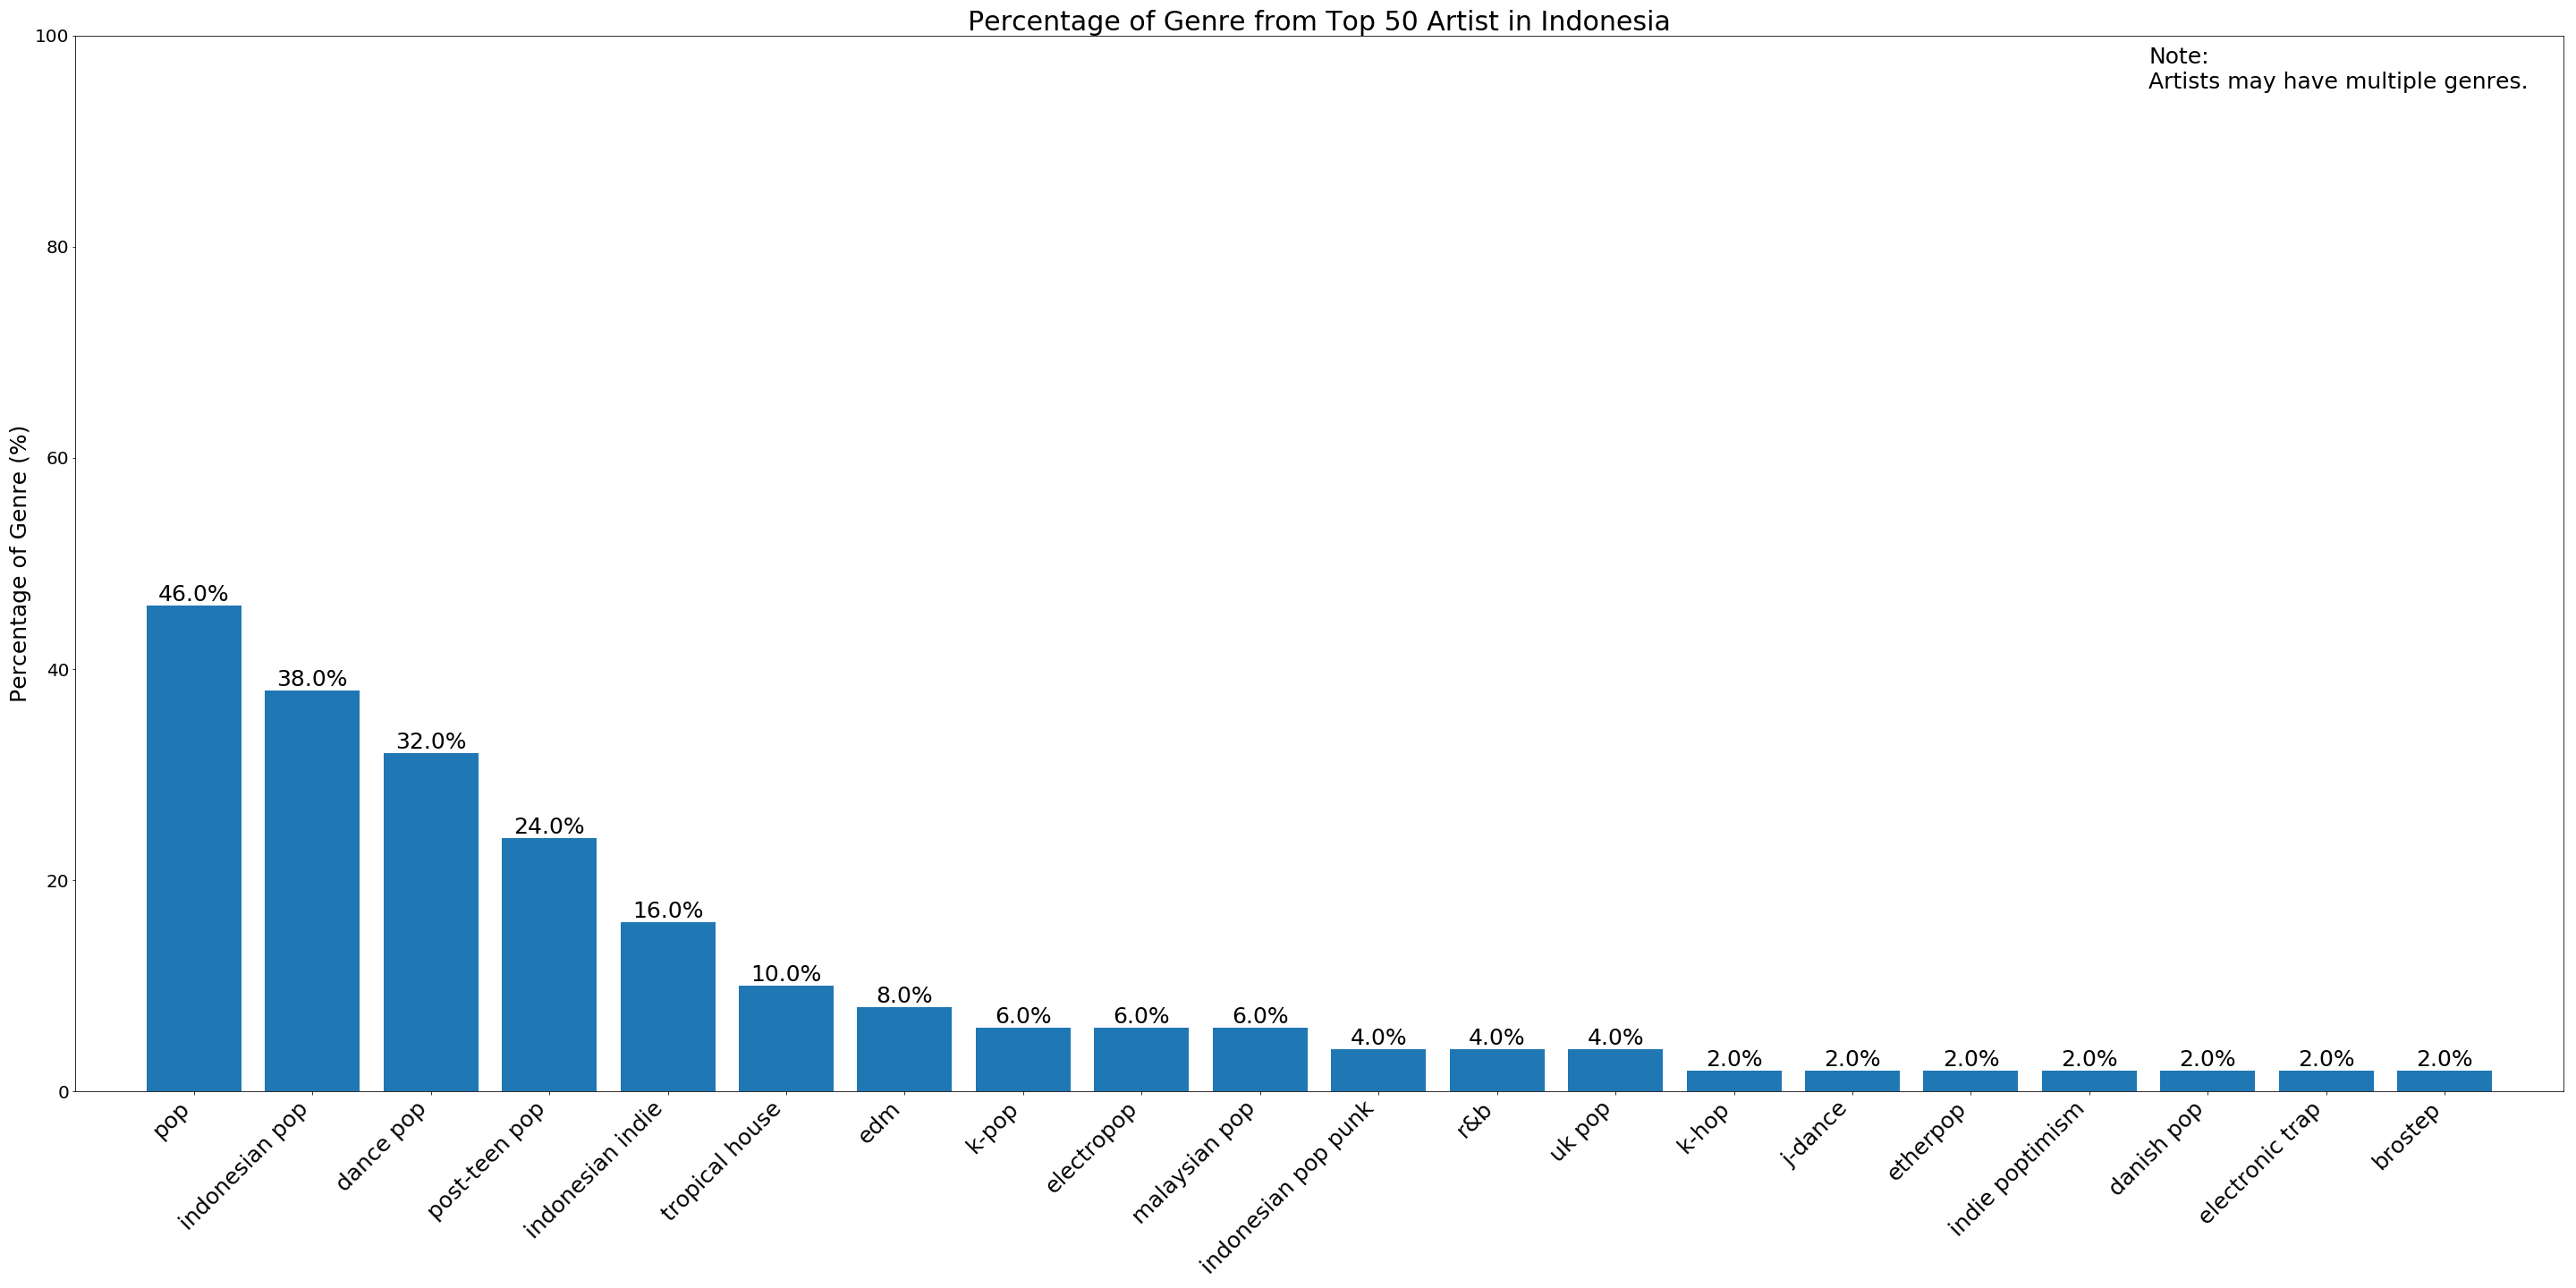 Percentage of Genre from Top 50 Artist in Indonesia
Note:
Artists may have multiple genres.
Percentage of Genre (%)
100
80
60
40
20
0
46.0%
38.0%
32.0%
24.0%
16.0%
10.0%
8.0%
6.0%
6.0%
6.0%
4.0%
4.0%
4.0%
2.0%
2.0%
2.0%
2.0%
2.0%
2.0%
2.0%
pop
indonesian pop
dance pop
post-teen pop
indonesian indie
tropical house
edm
k-pop
electropop
malaysian pop
indonesian pop punk
r&b
uk pop
k-hop
j-dance
etherpop
indie poptimism
danish pop
electronic trap
brostep